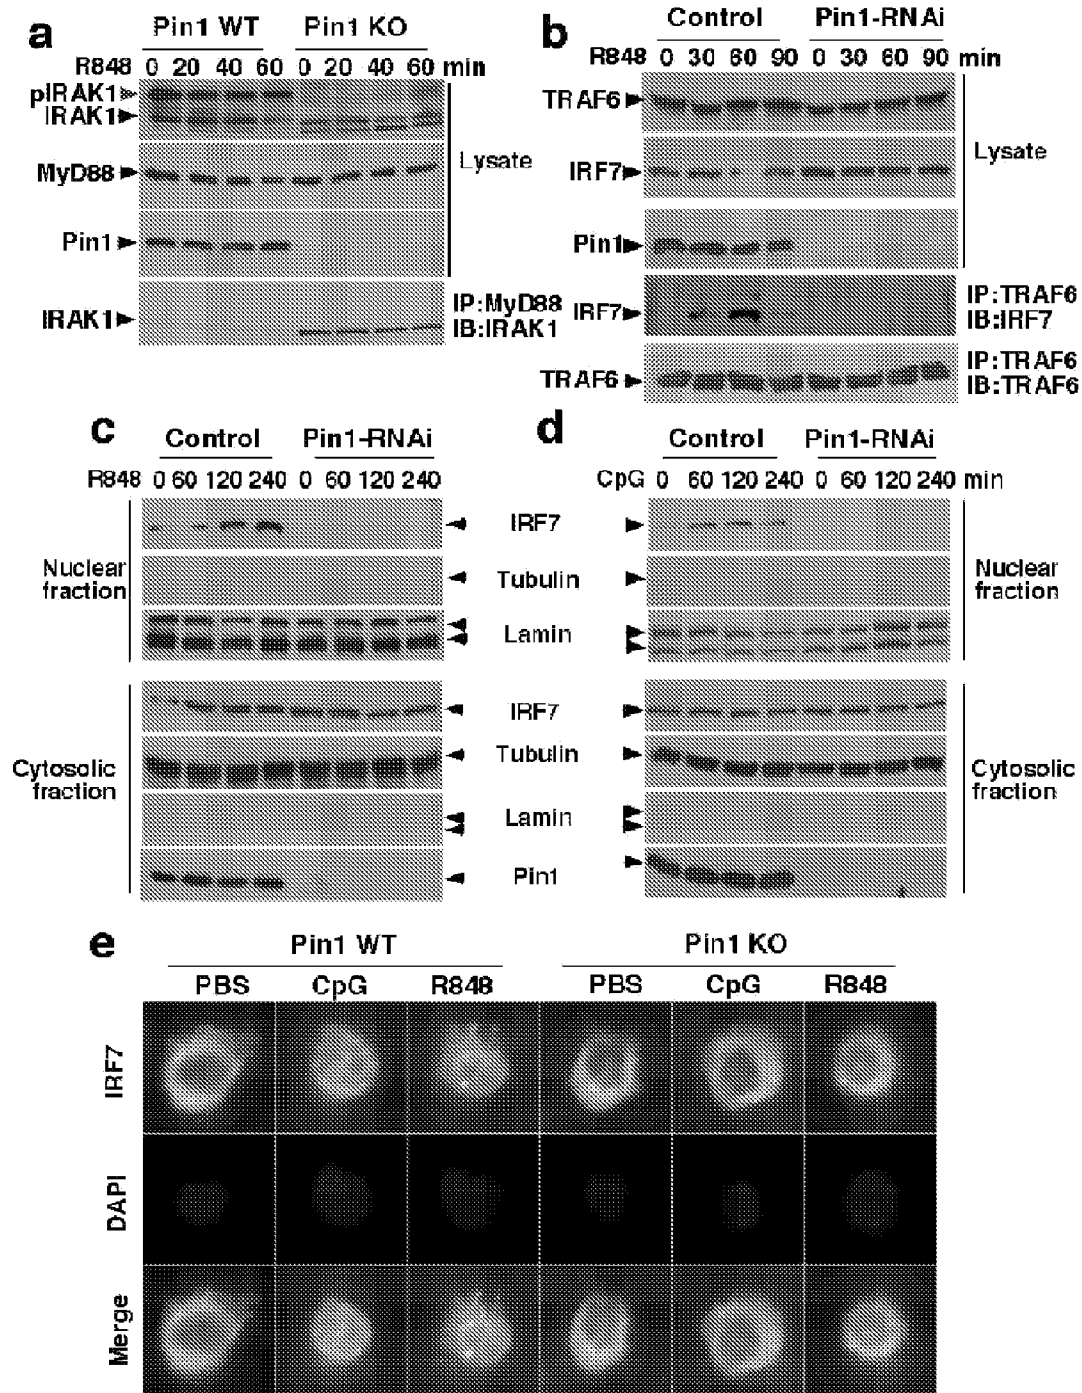 a
Pin1 WT Pin1 KO
R848 0 20 40 60 0 20 40 60 min
pIRAK1
IRAK1
MyD88
Lysate
Pin1
IRAK1
IP:MyD88
IB:IRAK1
b
Control Pin1-RNAi
R848 0 30 60 90 0 30 60 90 min
TRAF6
IRF7
Lysate
Pin1
IRF7
IP:TRAF6
IB:IRF7
TRAF6
IP:TRAF6
IB:TRAF6
c
Control Pin1-RNAi
R848 0 60 120 240 0 60 120 240
d
Control Pin1-RNAi
CpG 0 60 120 240 0 60 120 240 min
Nuclear
fraction
IRF7
Tubulin
Lamin
Nuclear
fraction
Cytosolic
fraction
IRF7
Tubulin
Lamin
Pin1
Cytosolic
fraction
e
Pin1 WT Pin1 KO
PBS CpG R848 PBS CpG R848
IRF7
DAPI
Merge